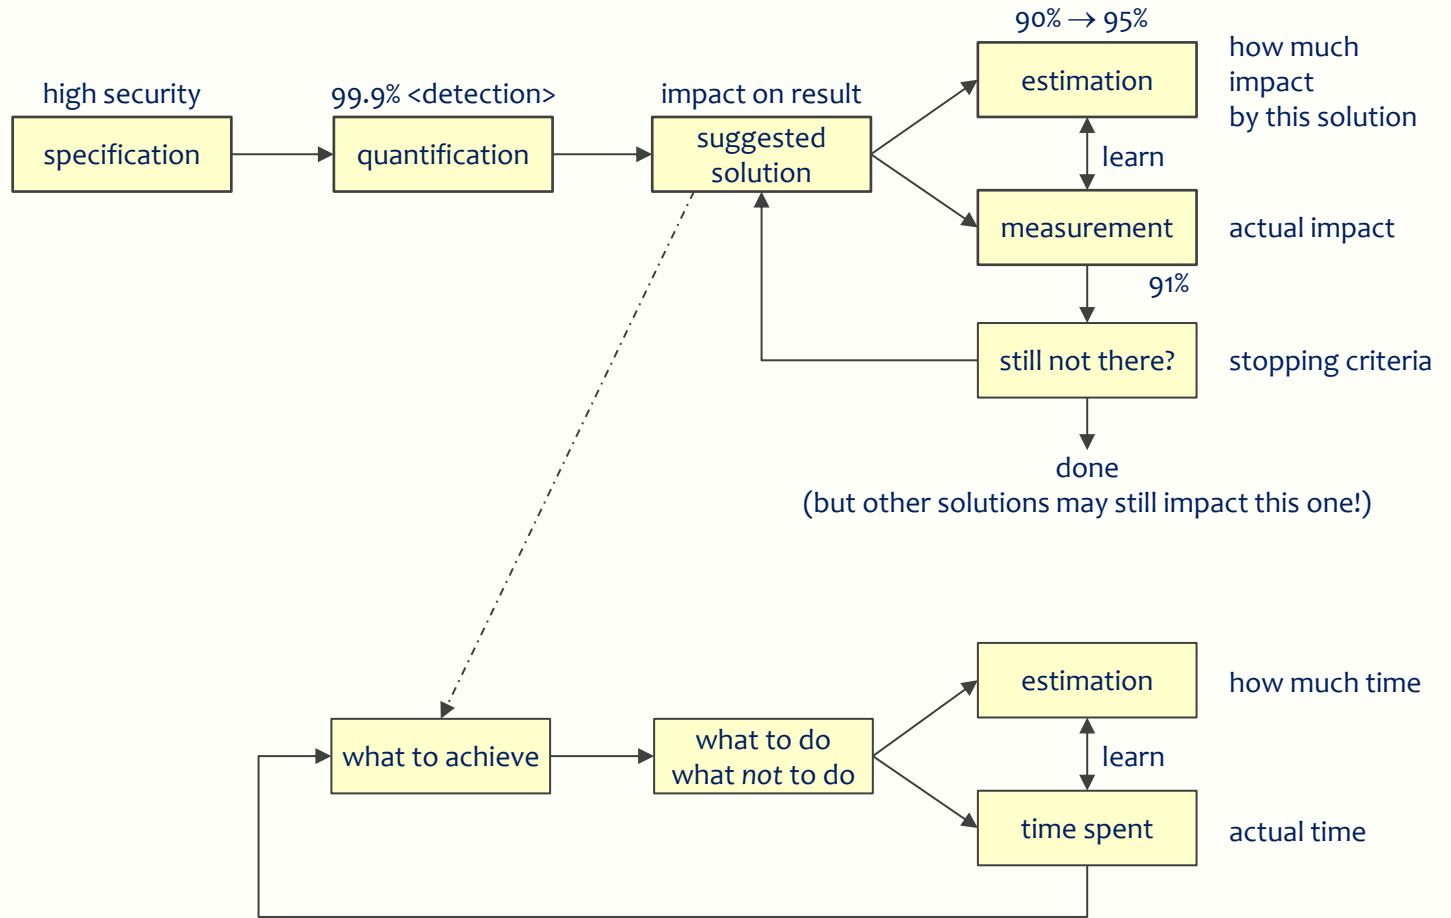 90% → 95%
how much
impact
by this solution
estimation
high security
99.9% <detection>
impact on result
specification
quantification
suggested
solution
learn
measurement
actual impact
91%
still not there?
stopping criteria
done
(but other solutions may still impact this one!)
estimation
how much time
what to achieve
what to do
what not to do
learn
time spent
actual time